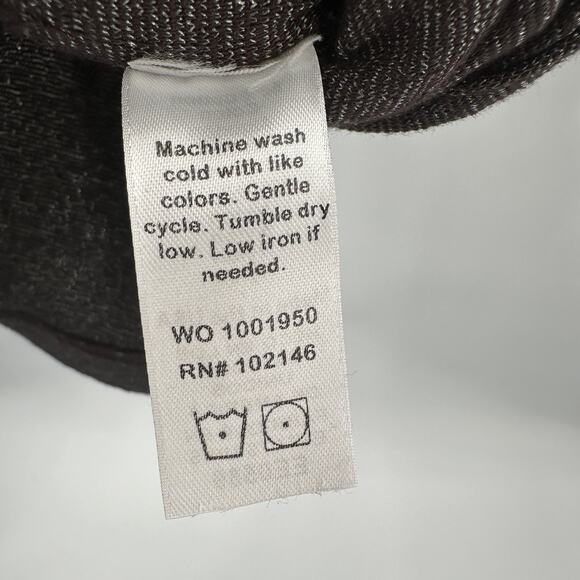 Machine wash
cold with like
colors. Gentle
cycle. Tumble dry
low. Low iron if
needed.
WO 1001950
RN# 102146